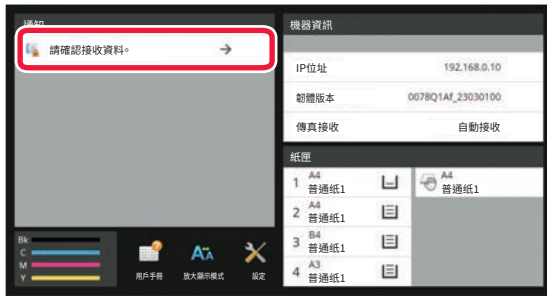 通知
請確認接收資料。
機器資訊
IP位址 192.168.0.10
韌體版本 0078Q1Af_23030100
傳真接收 自動接收
紙匣
1 A4
普通纸1
A4
普通紙1
2 A4
普通紙1
3 B4
普通紙1
4 A3
普通紙1
Bk
C
M
Y
用戶手冊
放大顯示模式
設定